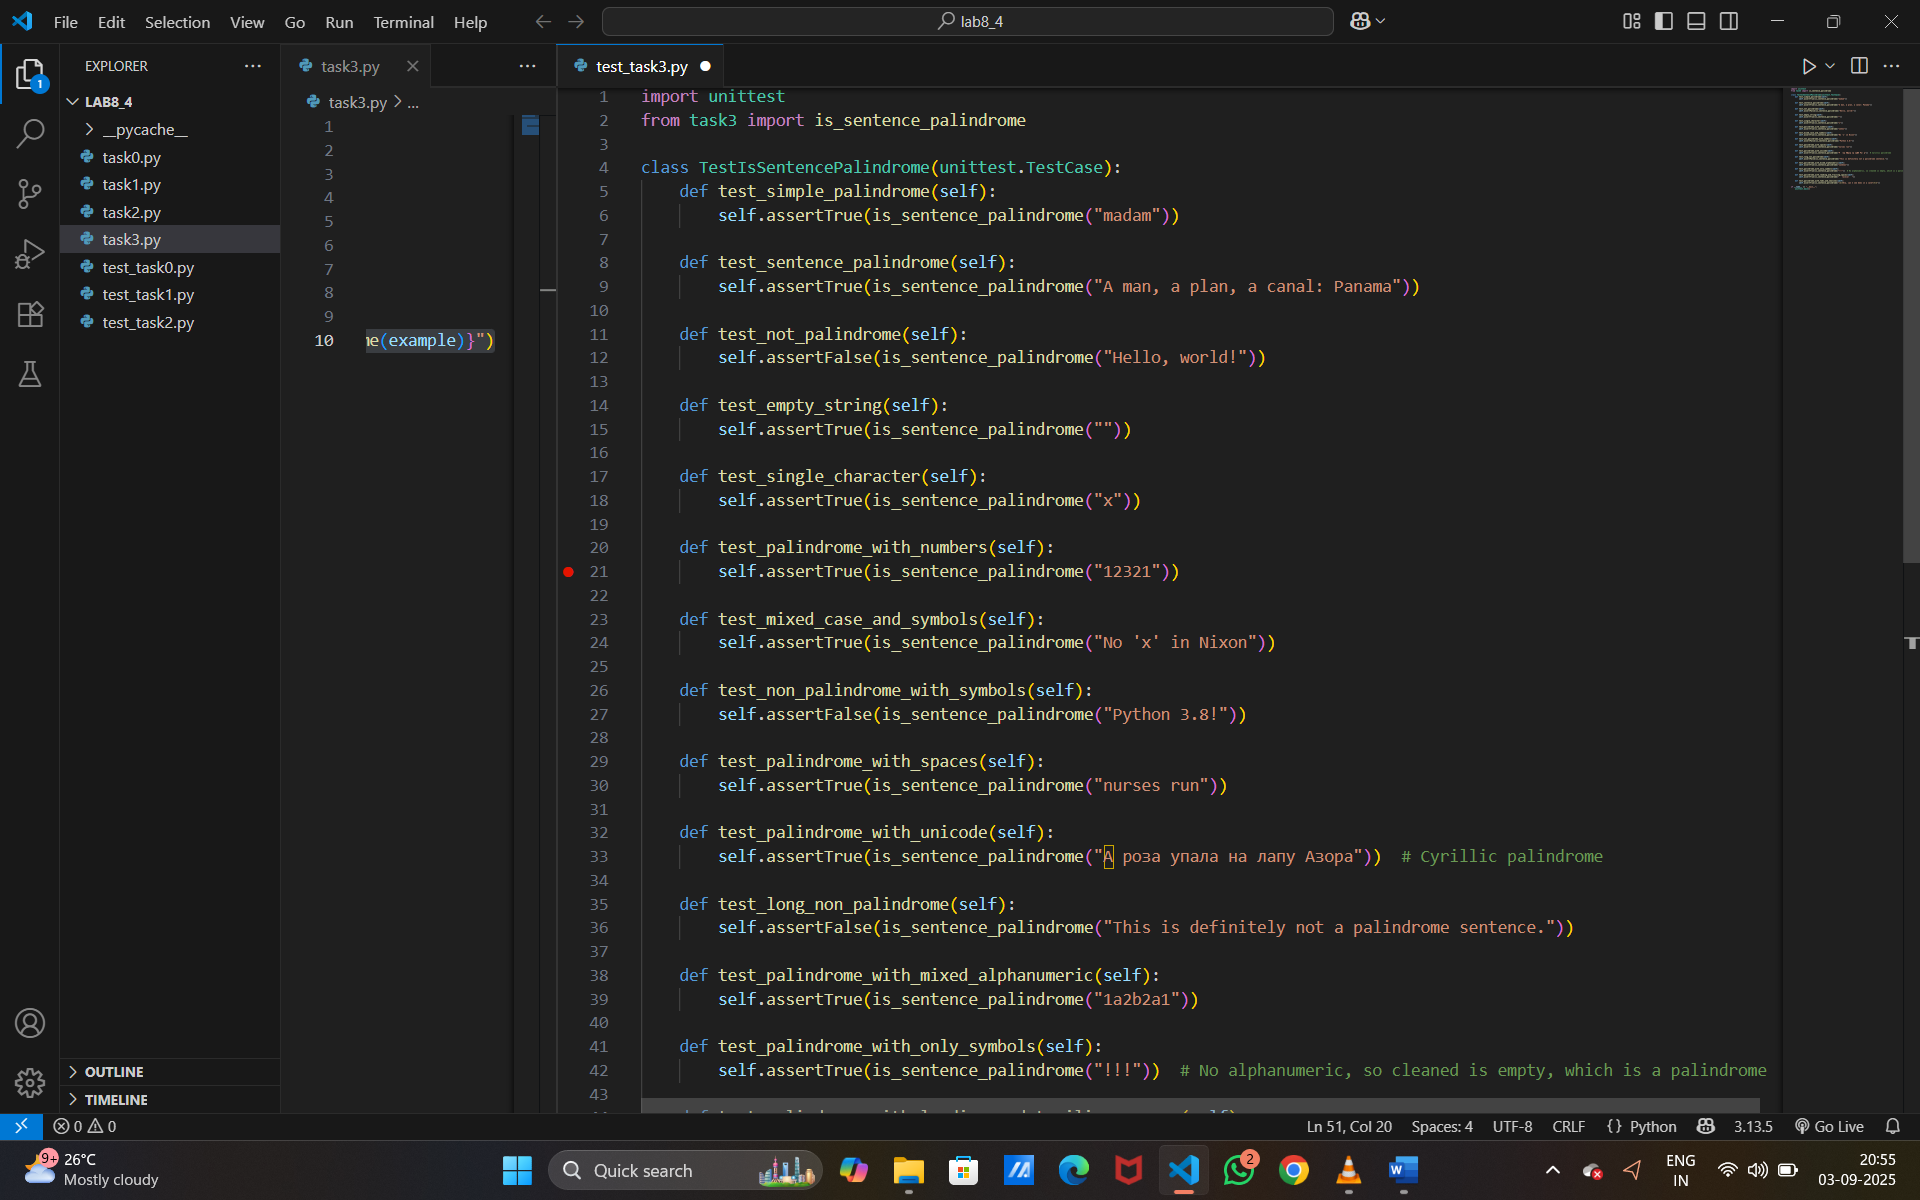 File Edit Selection View Go Run Terminal Help
lab8_4
EXPLORER
LAB8_4
__pycache__
task0.py
task1.py
task2.py
task3.py
test_task0.py
test_task1.py
test_task2.py
OUTLINE
TIMELINE
1
task3.py
task3.py > ...
1
2
3
4
5
6
7
8
9
10 me(example)}")
test_task3.py
1 import unittest
2 from task3 import is_sentence_palindrome
3
4 class TestIsSentencePalindrome(unittest.TestCase):
5 def test_simple_palindrome(self):
6 self.assertTrue(is_sentence_palindrome("madam"))
7
8 def test_sentence_palindrome(self):
9 self.assertTrue(is_sentence_palindrome("A man, a plan, a canal: Panama"))
10
11 def test_not_palindrome(self):
12 self.assertFalse(is_sentence_palindrome("Hello, world!"))
13
14 def test_empty_string(self):
15 self.assertTrue(is_sentence_palindrome(""))
16
17 def test_single_character(self):
18 self.assertTrue(is_sentence_palindrome("x"))
19
20 def test_palindrome_with_numbers(self):
21 self.assertTrue(is_sentence_palindrome("12321"))
22
23 def test_mixed_case_and_symbols(self):
24 self.assertTrue(is_sentence_palindrome("No 'x' in Nixon"))
25
26 def test_non_palindrome_with_symbols(self):
27 self.assertFalse(is_sentence_palindrome("Python 3.8!"))
28
29 def test_palindrome_with_spaces(self):
30 self.assertTrue(is_sentence_palindrome("nurses run"))
31
32 def test_palindrome_with_unicode(self):
33 self.assertTrue(is_sentence_palindrome("А роза упала на лапу Азора")) # Cyrillic palindrome
34
35 def test_long_non_palindrome(self):
36 self.assertFalse(is_sentence_palindrome("This is definitely not a palindrome sentence."))
37
38 def test_palindrome_with_mixed_alphanumeric(self):
39 self.assertTrue(is_sentence_palindrome("1a2b2a1"))
40
41 def test_palindrome_with_only_symbols(self):
42 self.assertTrue(is_sentence_palindrome("!!!")) # No alphanumeric, so cleaned is empty, which is a palindrome
43
0 0
Ln 51, Col 20 Spaces: 4 UTF-8 CRLF {} Python 3.13.5 Go Live
9+
26°C
Mostly cloudy
Quick search
2
ENG
IN
20:55
03-09-2025